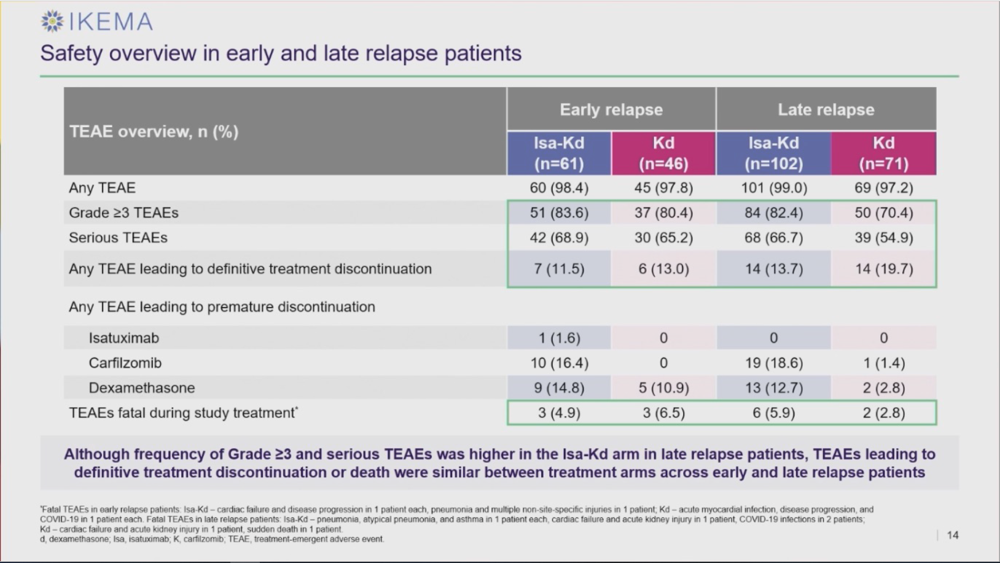 IKEMA
Safety overview in early and late relapse patients
TEAE overview, n (%)
Early relapse
Late relapse
Isa-Kd
(n=61)
Kd
(n=46)
Isa-Kd
(n=102)
Kd
(n=71)
Any TEAE 60 (98.4) 45 (97.8) 101 (99.0) 69 (97.2)
Grade ≥3 TEAEs 51 (83.6) 37 (80.4) 84 (82.4) 50 (70.4)
Serious TEAEs 42 (68.9) 30 (65.2) 68 (66.7) 39 (54.9)
Any TEAE leading to definitive treatment discontinuation 7 (11.5) 6 (13.0) 14 (13.7) 14 (19.7)
Any TEAE leading to premature discontinuation
Isatuximab 1 (1.6) 0 0 0
Carfilzomib 10 (16.4) 0 19 (18.6) 1 (1.4)
Dexamethasone 9 (14.8) 5 (10.9) 13 (12.7) 2 (2.8)
TEAEs fatal during study treatment* 3 (4.9) 3 (6.5) 6 (5.9) 2 (2.8)
Although frequency of Grade ≥3 and serious TEAEs was higher in the Isa-Kd arm in late relapse patients, TEAEs leading to
definitive treatment discontinuation or death were similar between treatment arms across early and late relapse patients
*Fatal TEAEs in early relapse patients: Isa-Kd – cardiac failure and disease progression in 1 patient each, pneumonia and multiple non-site-specific injuries in 1 patient; Kd – acute myocardial infection, disease progression, and
COVID-19 in 1 patient each. Fatal TEAEs in late relapse patients: Isa-Kd – pneumonia, atypical pneumonia, and asthma in 1 patient each, cardiac failure and acute kidney injury in 1 patient, COVID-19 infections in 2 patients;
Kd – cardiac failure and acute kidney injury in 1 patient, sudden death in 1 patient.
d, dexamethasone; Isa, isatuximab; K, carfilzomib; TEAE, treatment-emergent adverse event.
14